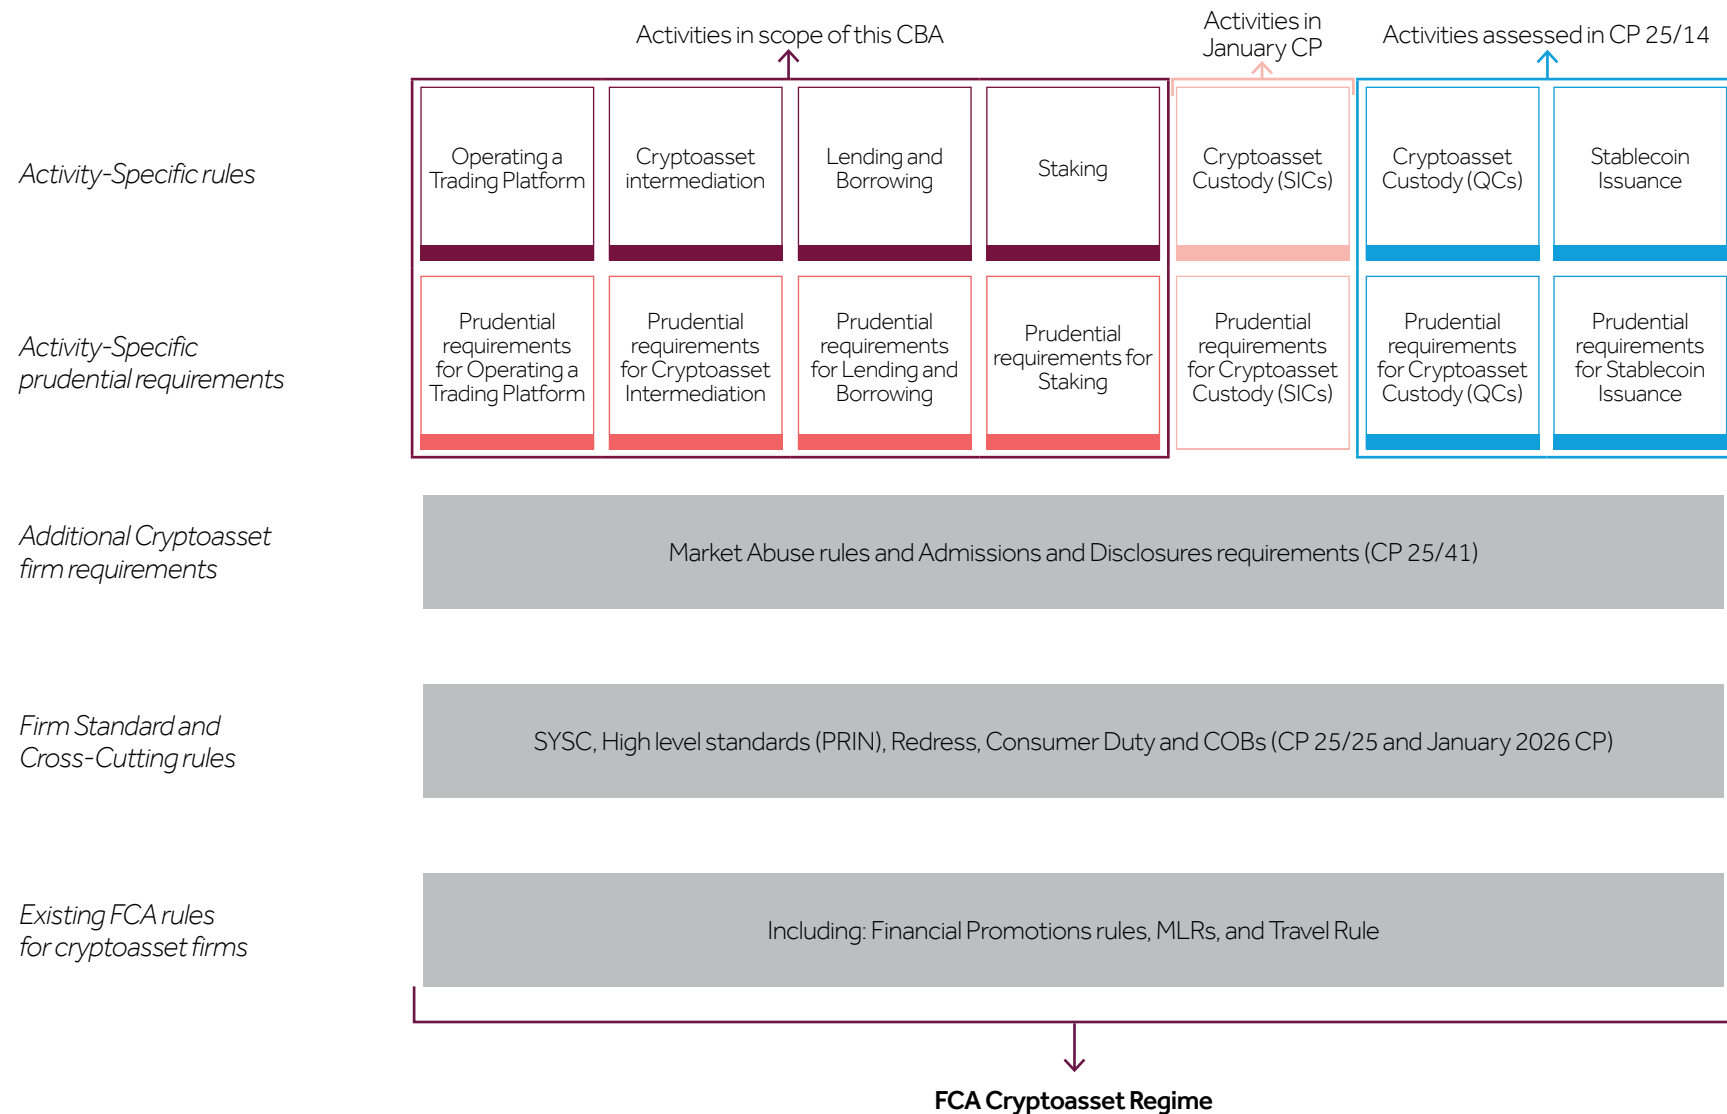 Activities in scope of this CBA
Activities in
January CP
Activities assessed in CP 25/14
Activity-Specific rules
Operating a
Trading Platform
Cryptoasset
intermediation
Lending and
Borrowing
Staking
Cryptoasset
Custody (SICs)
Cryptoasset
Custody (QCs)
Stablecoin
Issuance
Activity-Specific
prudential requirements
Prudential
requirements
for Operating a
Trading Platform
Prudential
requirements
for Cryptoasset
Intermediation
Prudential
requirements
for Lending and
Borrowing
Prudential
requirements for
Staking
Prudential
requirements
for Cryptoasset
Custody (SICs)
Prudential
requirements
for Cryptoasset
Custody (QCs)
Prudential
requirements
for Stablecoin
Issuance
Additional Cryptoasset
firm requirements
Market Abuse rules and Admissions and Disclosures requirements (CP 25/41)
Firm Standard and
Cross-Cutting rules
SYSC, High level standards (PRIN), Redress, Consumer Duty and COBs (CP 25/25 and January 2026 CP)
Existing FCA rules
for cryptoasset firms
Including: Financial Promotions rules, MLRs, and Travel Rule
FCA Cryptoasset Regime